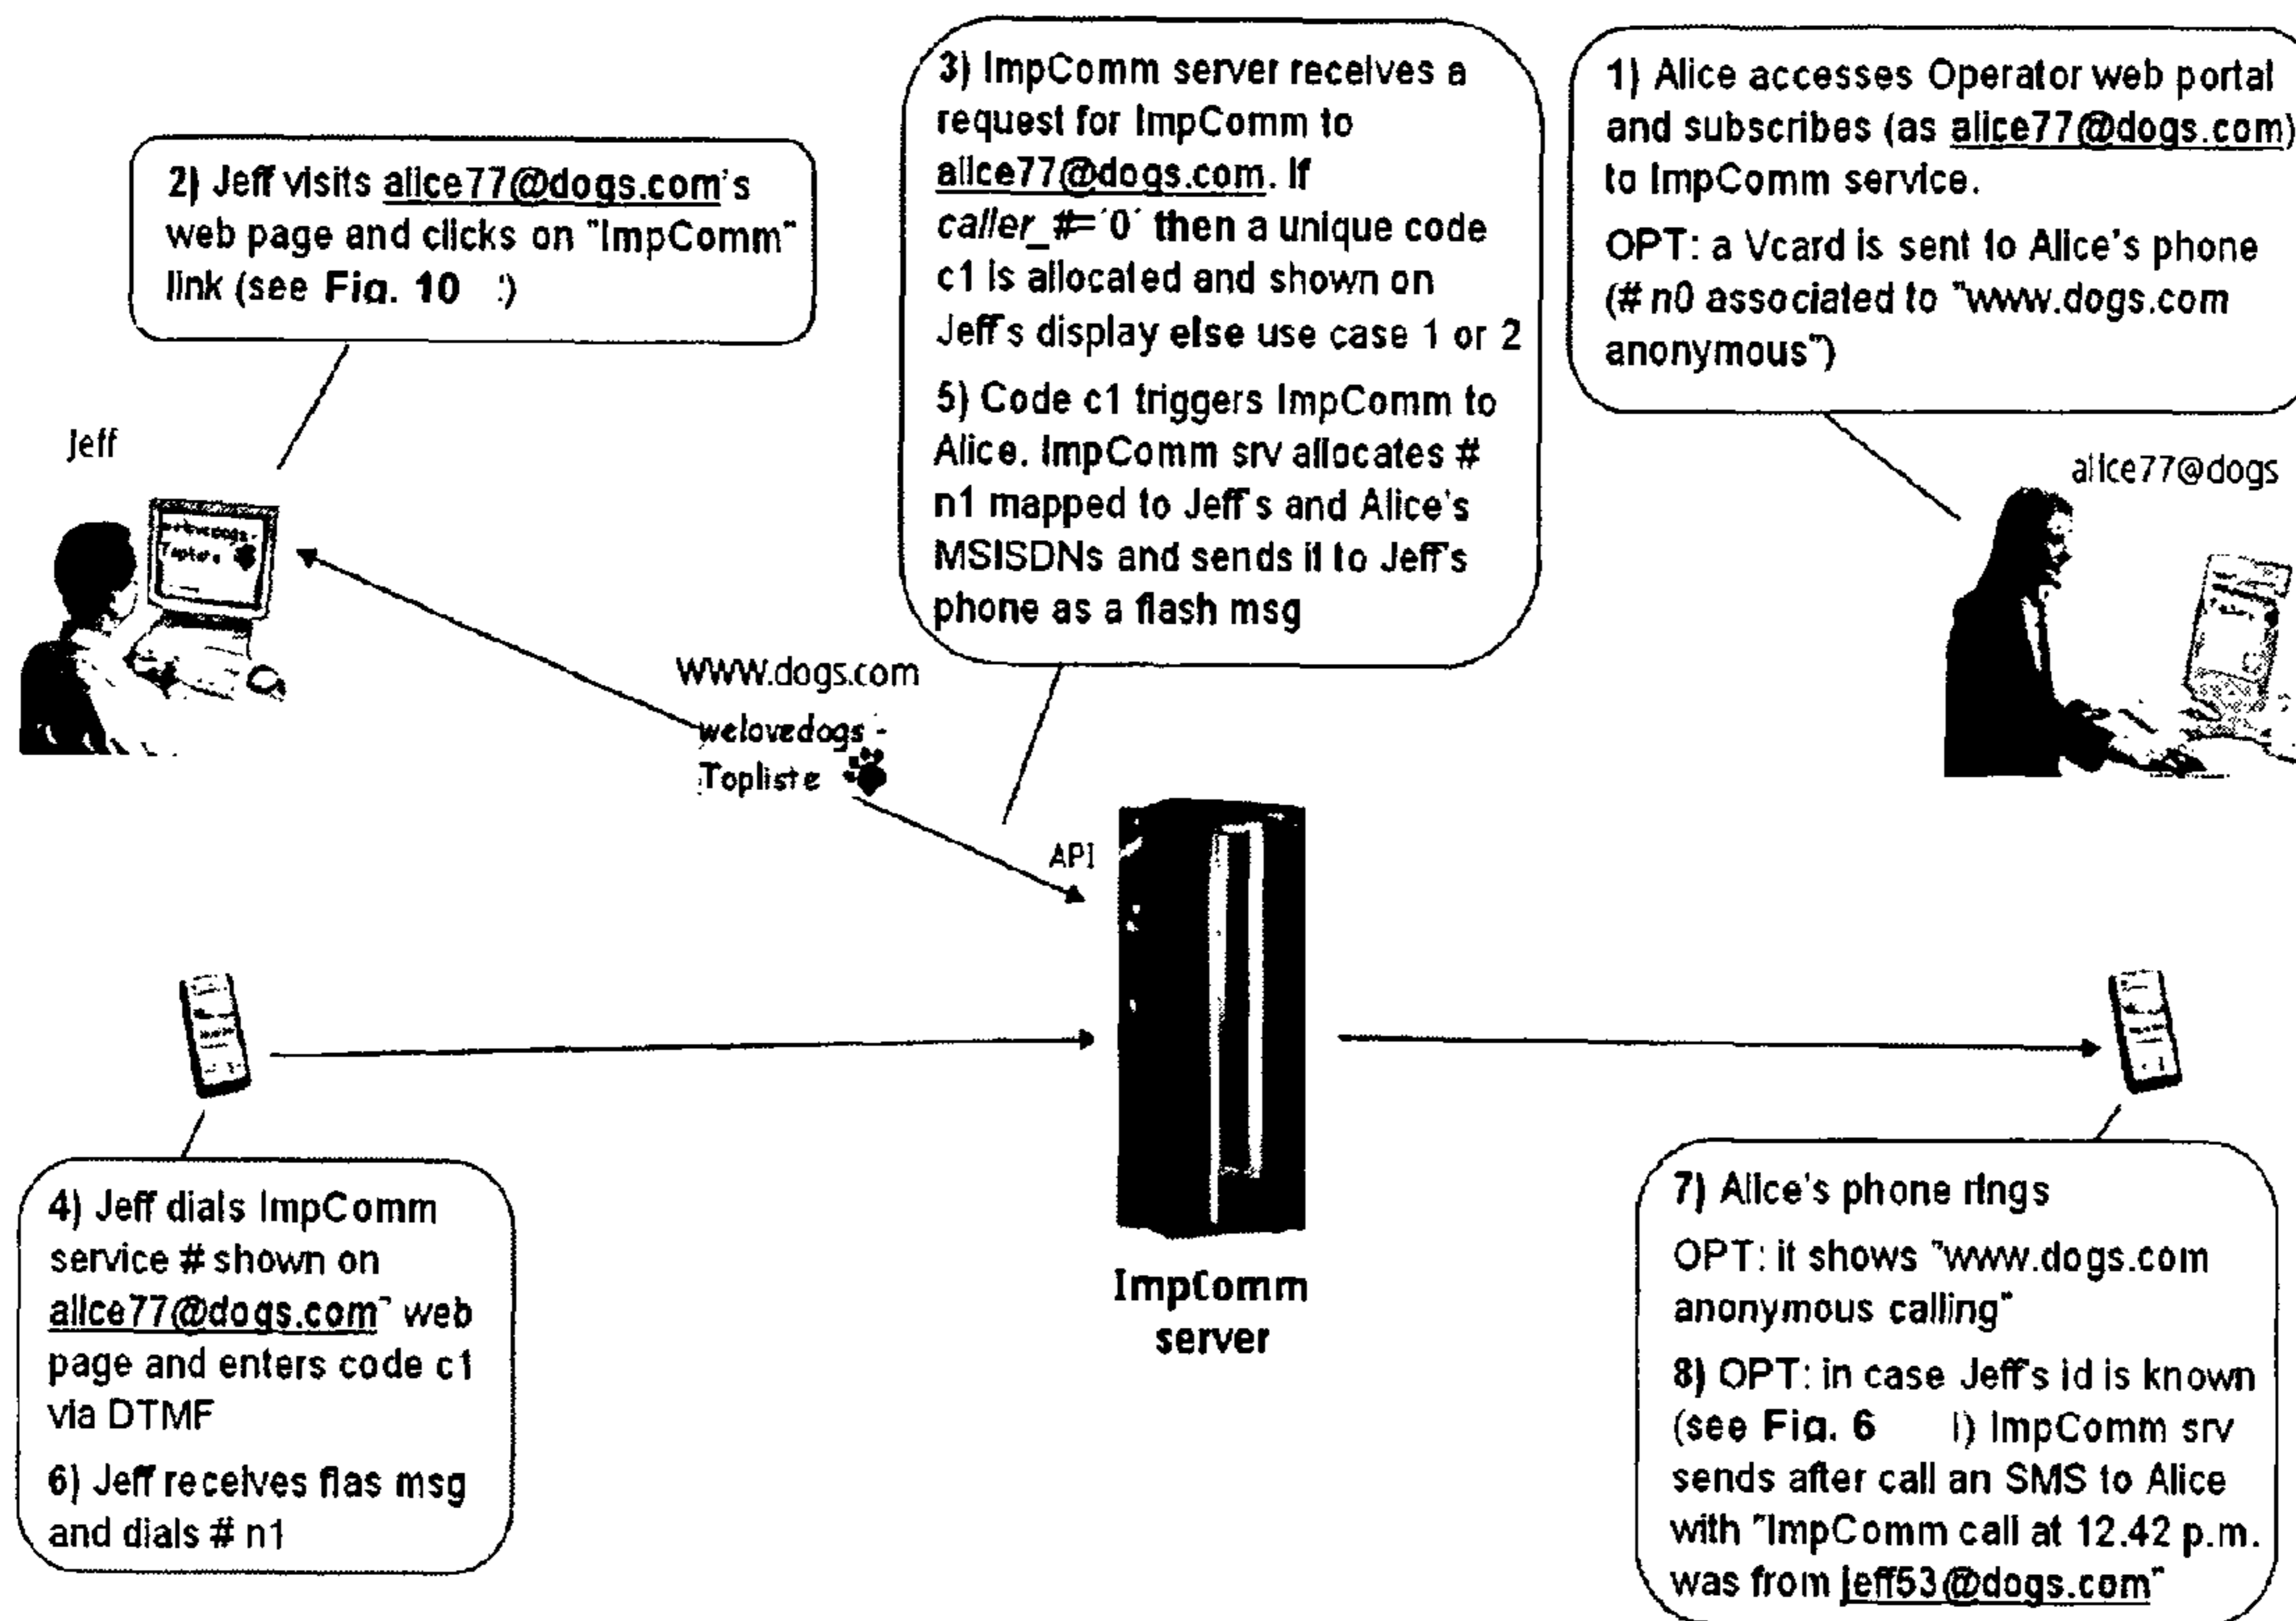 3) ImpComm server receives a
request for ImpComm to
alice77@dogs.com. If
caller_#='0' then a unique code
c1 is allocated and shown on
Jeff's display else use case 1 or 2
5) Code c1 triggers ImpComm to
Alice. ImpComm srv allocates #
n1 mapped to Jeff's and Alice's
MSISDNs and sends it to Jeff's
phone as a flash msg
1) Alice accesses Operator web portal
and subscribes (as alice77@dogs.com)
to ImpComm service.
OPT: a Vcard is sent to Alice's phone
(# n0 associated to "www.dogs.com
anonymous")
2) Jeff visits alice77@dogs.com's
web page and clicks on "ImpComm"
link (see Fig. 10 :)
Jeff
alice77@dogs
www.dogs.com
welovedogs -
Topliste
API
ImpComm
server
4) Jeff dials ImpComm
service # shown on
alice77@dogs.com" web
page and enters code c1
via DTMF
6) Jeff receives flas msg
and dials # n1
7) Alice's phone rings
OPT: it shows "www.dogs.com
anonymous calling"
8) OPT: in case Jeff's id is known
(see Fig. 6 ) ImpComm srv
sends after call an SMS to Alice
with "ImpComm call at 12.42 p.m.
was from jeff53@dogs.com"